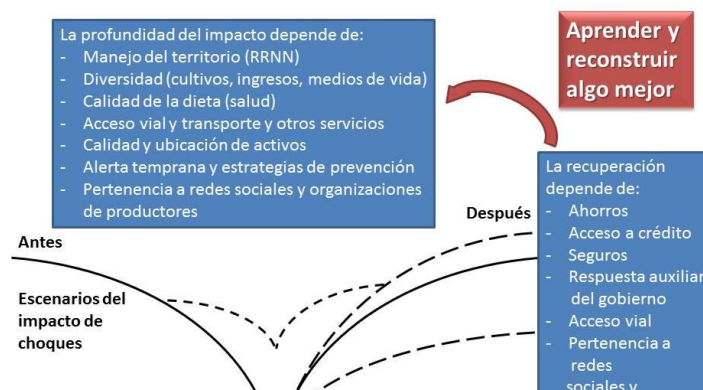 La profundidad del impacto depende de:
- Manejo del territorio (RRNN)
- Diversidad (cultivos, ingresos, medios de vida)
- Calidad de la dieta (salud)
- Acceso vial y transporte y otros servicios
- Calidad y ubicación de activos
- Alerta temprana y estrategias de prevención
- Pertenencia a redes sociales y organizaciones
de productores
Aprender y
reconstruir
algo mejor
La recuperación
depende de:
- Ahorros
- Acceso a crédito
- Seguros
- Respuesta auxiliar
del gobierno
- Acceso vial
- Pertenencia a
redes
sociales y
Después
Antes
Escenarios del
impacto de
choques